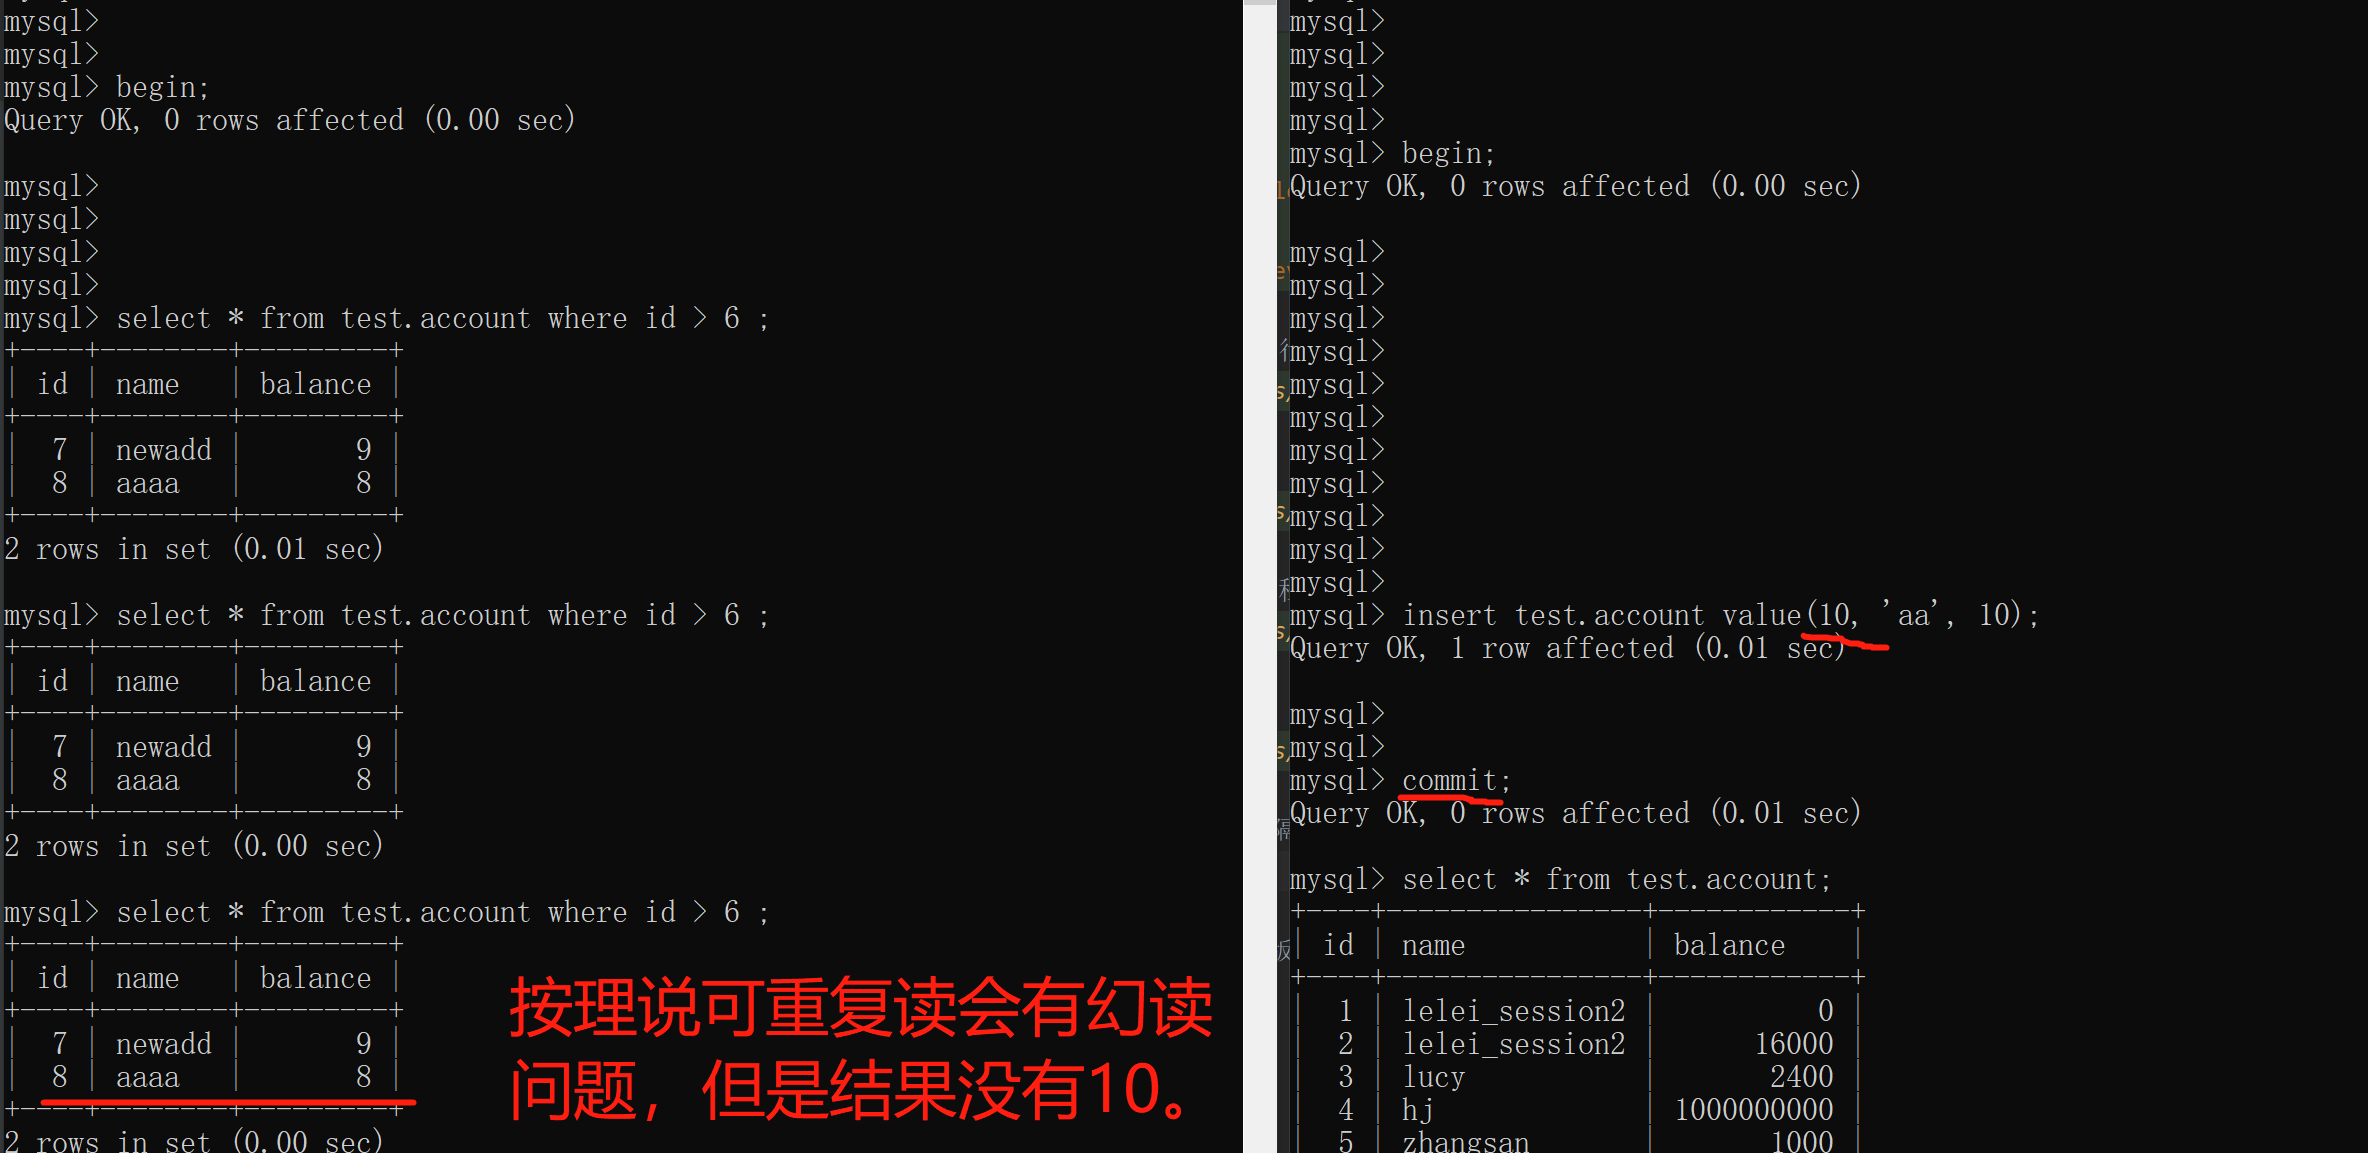 mysql>
mysql>
mysql> begin;
Query OK, 0 rows affected (0.00 sec)
mysql>
mysql>
mysql>
mysql>
mysql> select * from test.account where id > 6 ;
+----+--------+---------+
| id | name   | balance |
+----+--------+---------+
|  7 | newadd |       9 |
|  8 | aaaa   |       8 |
+----+--------+---------+
2 rows in set (0.01 sec)
mysql> select * from test.account where id > 6 ;
+----+--------+---------+
| id | name   | balance |
+----+--------+---------+
|  7 | newadd |       9 |
|  8 | aaaa   |       8 |
+----+--------+---------+
2 rows in set (0.00 sec)
mysql> select * from test.account where id > 6 ;
+----+--------+---------+
| id | name   | balance |
+----+--------+---------+
|  7 | newadd |       9 |
|  8 | aaaa   |       8 |
+----+--------+---------+
2 rows in set (0.00 sec)
按理说可重复读会有幻读
问题，但是结果没有10。
mysql>
mysql>
mysql>
mysql>
mysql> begin;
Query OK, 0 rows affected (0.00 sec)
mysql>
mysql>
mysql>
mysql>
mysql>
mysql>
mysql>
mysql>
mysql>
mysql>
mysql>
mysql> insert test.account value(10, 'aa', 10);
Query OK, 1 row affected (0.01 sec)
mysql>
mysql>
mysql> commit;
Query OK, 0 rows affected (0.01 sec)
mysql> select * from test.account;
+----+----------------+------------+
| id | name           | balance    |
+----+----------------+------------+
|  1 | lelei_session2 |          0 |
|  2 | lelei_session2 |      16000 |
|  3 | lucy           |       2400 |
|  4 | hj             | 1000000000 |
|  5 | zhangsan       |       1000 |